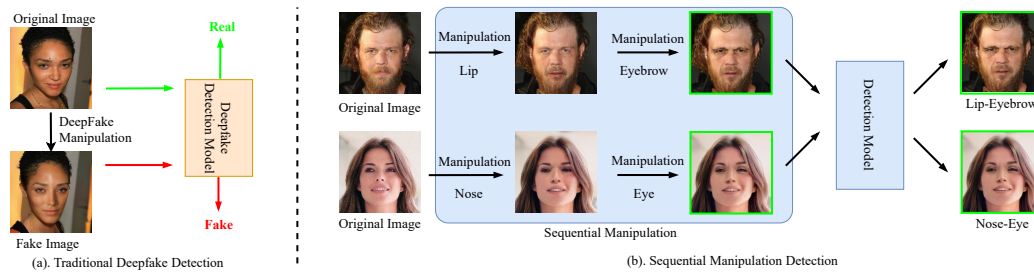 Original Image
Real
DeepFake
Manipulation
Deepfake
Detection Model
Fake
Fake Image
(a). Traditional Deepfake Detection
Manipulation
Lip
Manipulation
Eyebrow
Original Image
Manipulation
Nose
Manipulation
Eye
Original Image
Sequential Manipulation
Detection Model
Lip-Eyebrow
Nose-Eye
(b). Sequential Manipulation Detection